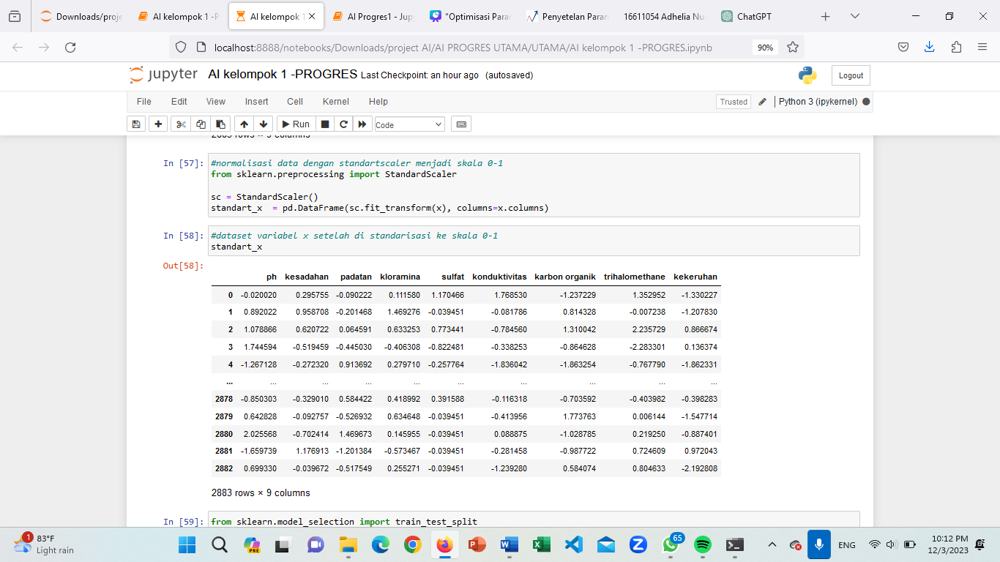 Downloads/proje
AI kelompok 1 -P
AI kelompok 1
AI Progres1 - Jup
"Optimisasi Parar
Penyetelan Paran
16611054 Adhelia Nu
ChatGPT
localhost:8888/notebooks/Downloads/project AI/AI PROGRES UTAMA/UTAMA/AI kelompok 1 -PROGRES.ipynb
90%
jupyter AI kelompok 1 -PROGRES Last Checkpoint: an hour ago (autosaved)
Logout
File Edit View Insert Cell Kernel Help
Trusted
Python 3 (ipykernel)
Run
Code
2883 rows × 9 columns
In [57]: #normalisasi data dengan standartscaler menjadi skala 0-1
from sklearn.preprocessing import StandardScaler
sc = StandardScaler()
standart_x  = pd.DataFrame(sc.fit_transform(x), columns=x.columns)
In [58]: #dataset variabel x setelah di standarisasi ke skala 0-1
standart_x
Out[58]:
ph kesadahan padatan kloramina sulfat konduktivitas karbon organik trihalomethane kekeruhan
0 -0.020020 0.295755 -0.090222 0.111580 1.170466 1.768530 -1.237229 1.352952 -1.330227
1 0.892022 0.958708 -0.201468 1.469276 -0.039451 -0.081786 0.814328 -0.007238 -1.207830
2 1.078866 0.620722 0.064591 0.633253 0.773441 -0.784560 1.310042 2.235729 0.866674
3 1.744594 -0.519459 -0.445030 -0.406308 -0.822481 -0.338253 -0.864628 -2.283301 0.136374
4 -1.267128 -0.272320 0.913692 0.279710 -0.257764 -1.836042 -1.863254 -0.767790 -1.862331
... ... ... ... ... ... ... ... ... ...
2878 -0.850303 -0.329010 0.584422 0.418992 0.391588 -0.116318 -0.703592 -0.403982 -0.398283
2879 0.642828 -0.092757 -0.526932 0.634648 -0.039451 -0.413956 1.773763 0.006144 -1.547714
2880 2.025568 -0.702414 1.469673 0.145955 -0.039451 0.088875 -1.028785 0.219250 -0.887401
2881 -1.659739 1.176913 -1.201384 -0.573467 -0.039451 -0.281458 -0.987722 0.724609 0.972043
2882 0.699330 -0.039672 -0.517549 0.255271 -0.039451 -1.239280 0.584074 0.804633 -2.192808
2883 rows × 9 columns
In [59]: from sklearn.model_selection import train_test_split
1
83°F
Light rain
PRE
65
ENG
10:12 PM
12/3/2023